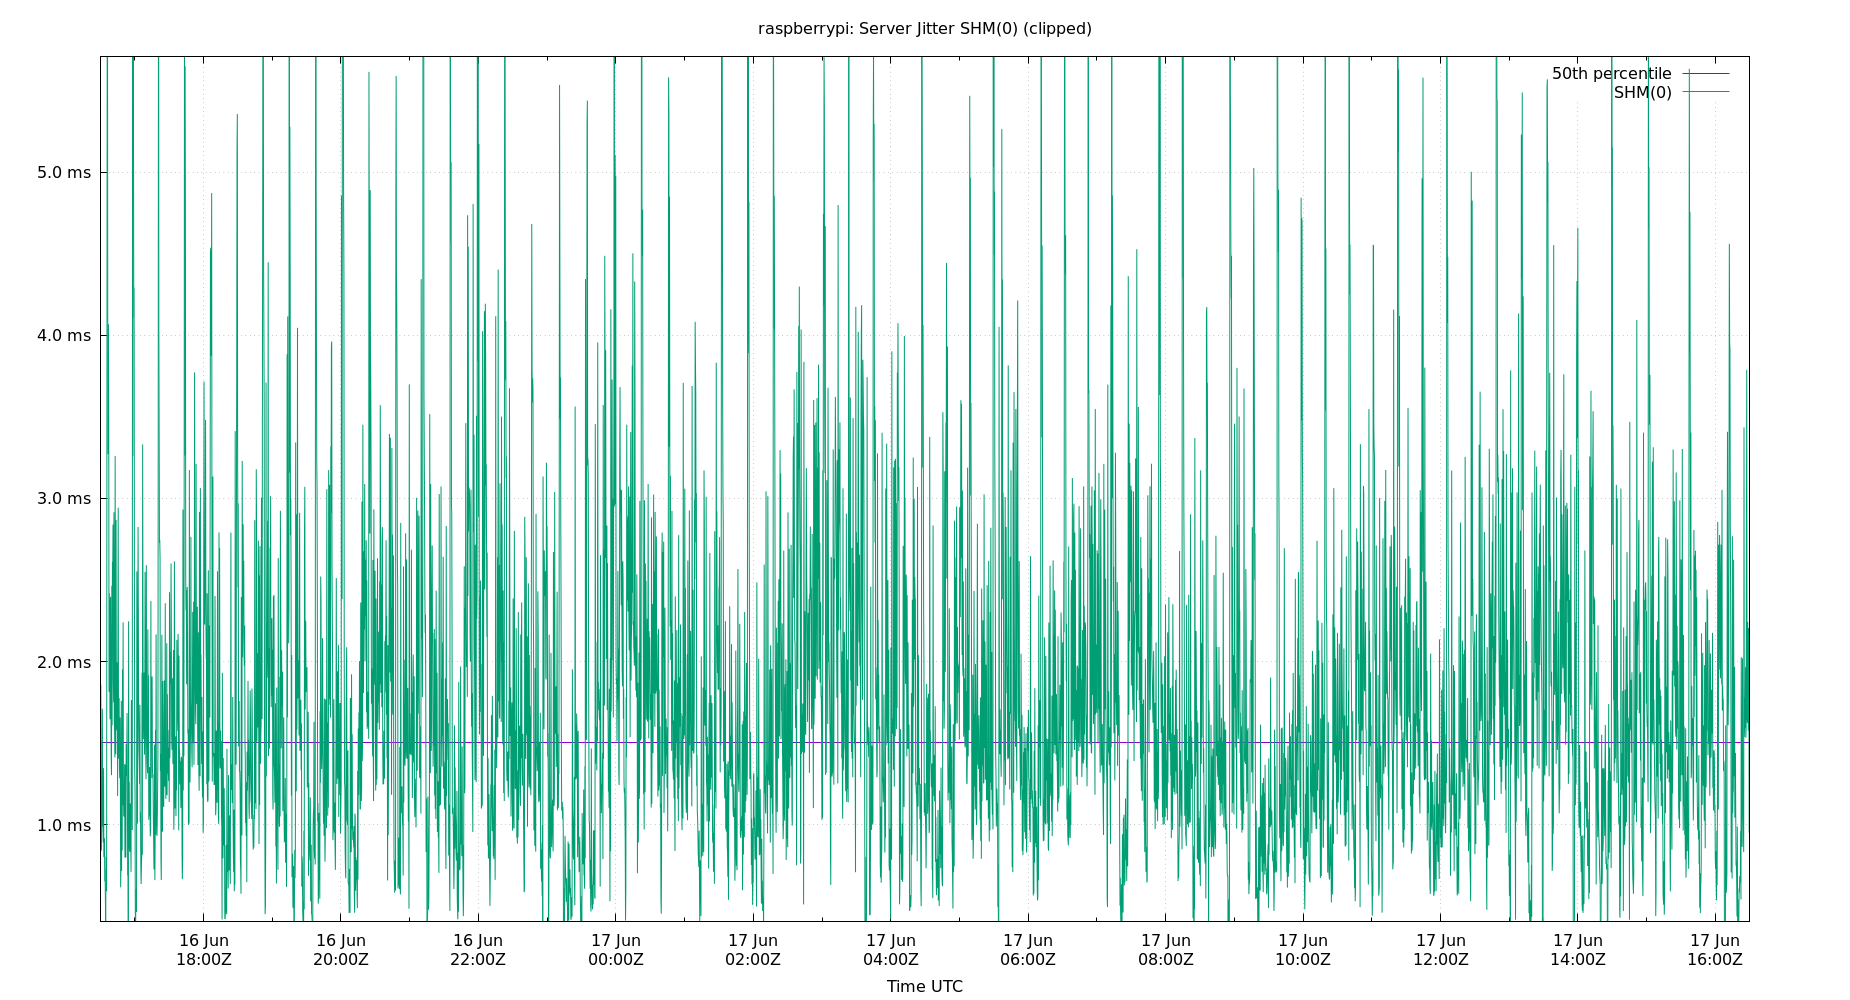 raspberrypi: Server Jitter SHM(0) (clipped)
50th percentile
SHM(0)
5.0 ms
4.0 ms
3.0 ms
2.0 ms
1.0 ms
16 Jun 16 Jun 16 Jun 17 Jun 17 Jun 17 Jun 17 Jun 17 Jun 17 Jun 17 Jun 17 Jun 17 Jun
18:00Z 20:00Z 22:00Z 00:00Z 02:00Z 04:00Z 06:00Z 08:00Z 10:00Z 12:00Z 14:00Z 16:00Z
Time UTC